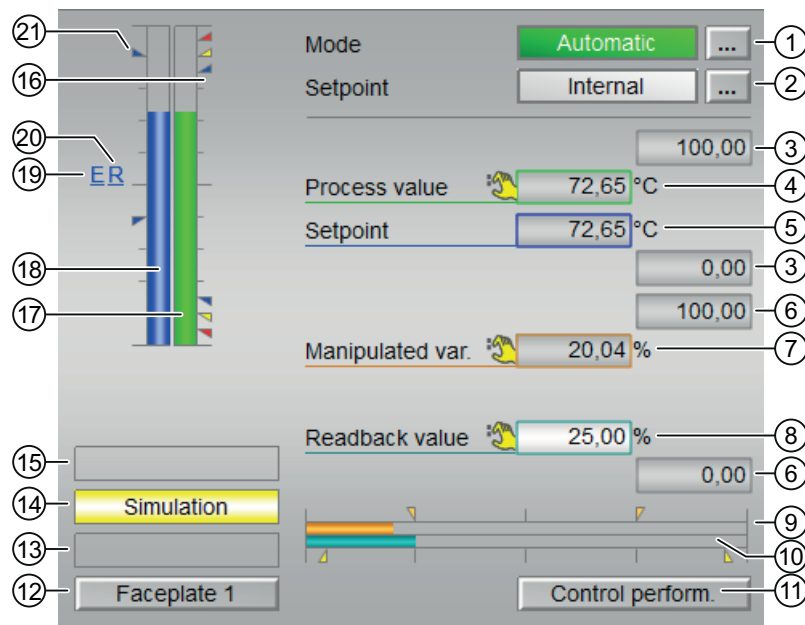 21
16
20
19
E R
18
17
Mode
Automatic
...
1
Setpoint
Internal
...
2
100,00
3
Process value
72,65 °C
4
Setpoint
72,65 °C
5
0,00
3
100,00
6
Manipulated var.
20,04 %
7
Readback value
25,00 %
8
0,00
6
15
14
Simulation
13
9
10
12
Faceplate 1
Control perform.
11